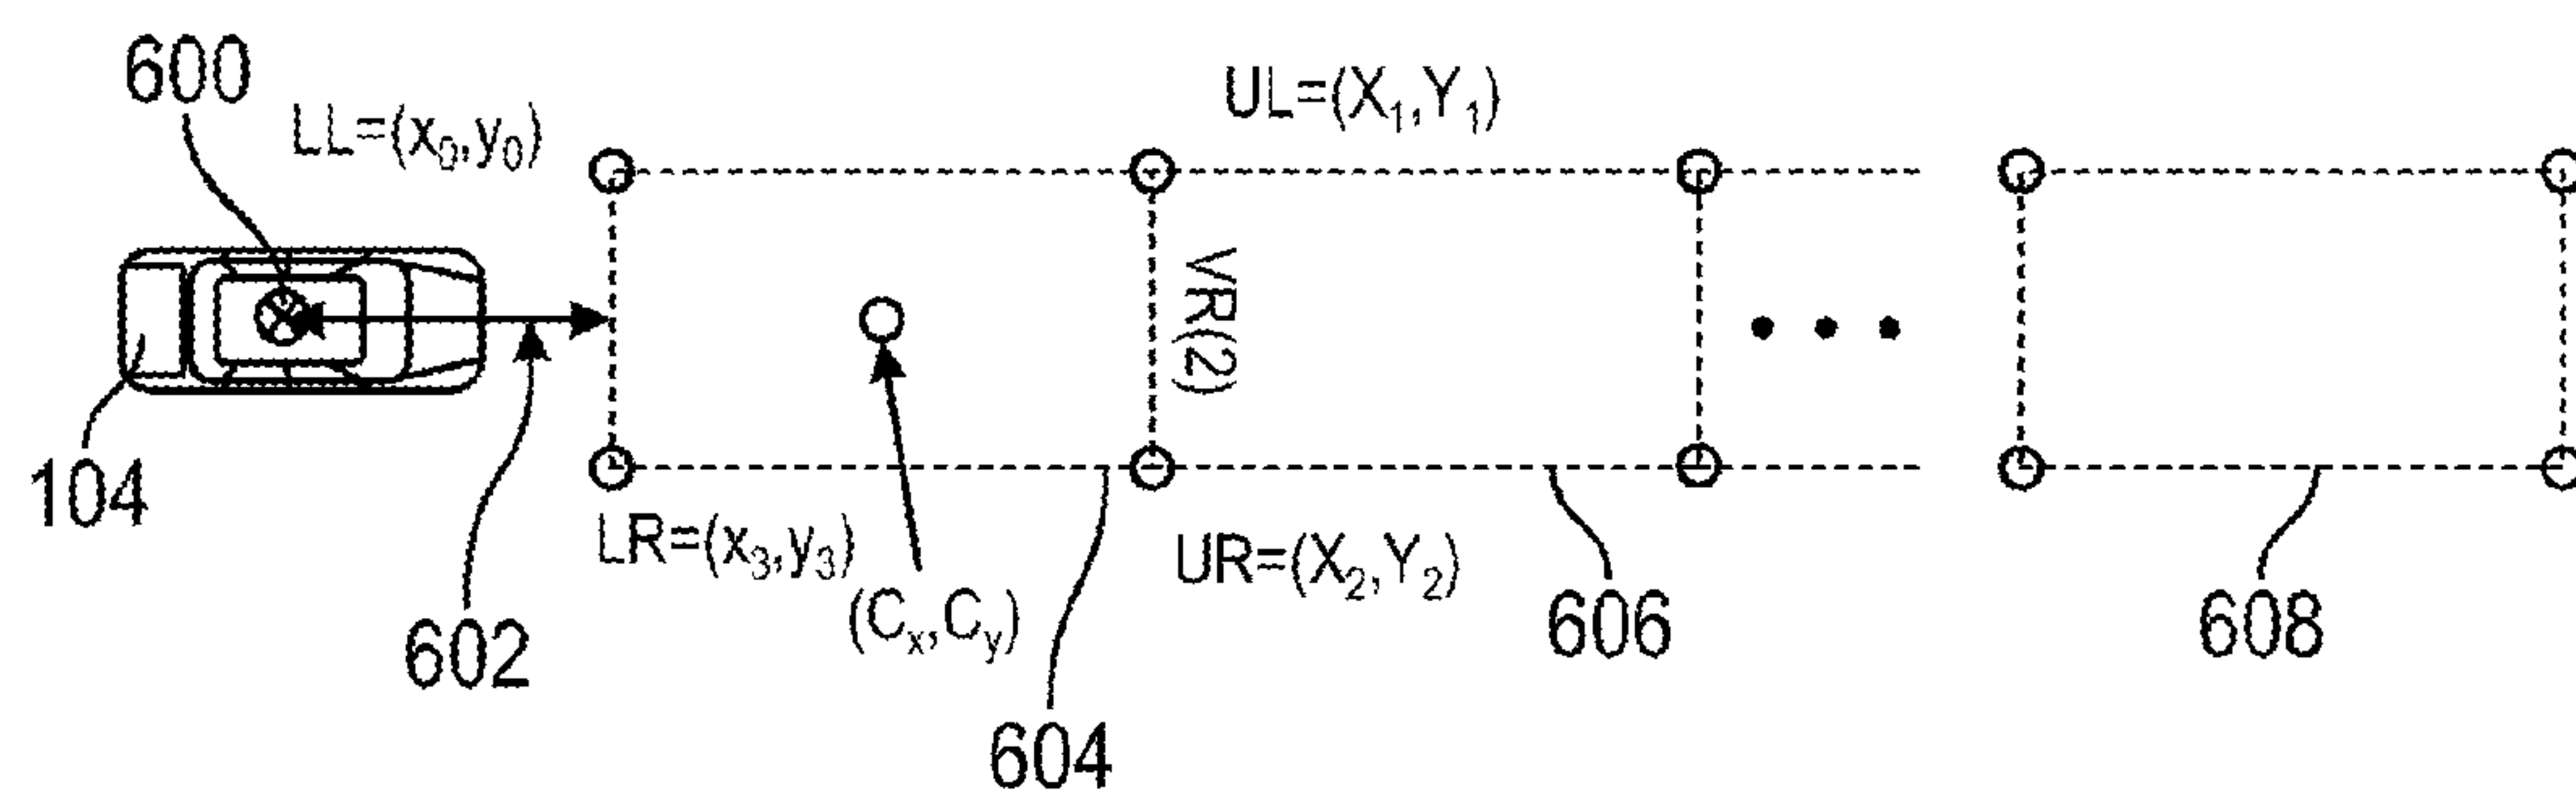 600
LL=(x₀,y₀)
UL=(X₁,Y₁)
VR(2)
104
LR=(x₃,y₃)
UR=(X₂,Y₂)
(Cₓ,Cᵧ)
602
606
608
604